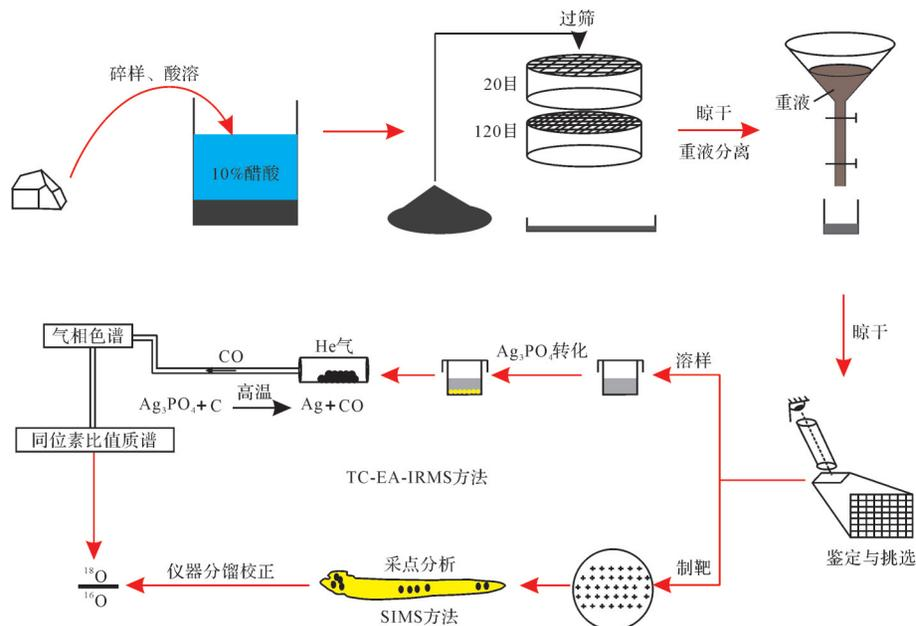 碎样、酸溶
10%醋酸
过筛
20目
120目
晾干
重液分离
重液
晾干
鉴定与挑选
溶样
Ag₃PO₄转化
He气
CO
气相色谱
高温
Ag₃PO₄+C
Ag+CO
同位素比值质谱
TC-EA-IRMS方法
制靶
采点分析
SIMS方法
仪器分馏校正
¹⁸O
¹⁶O